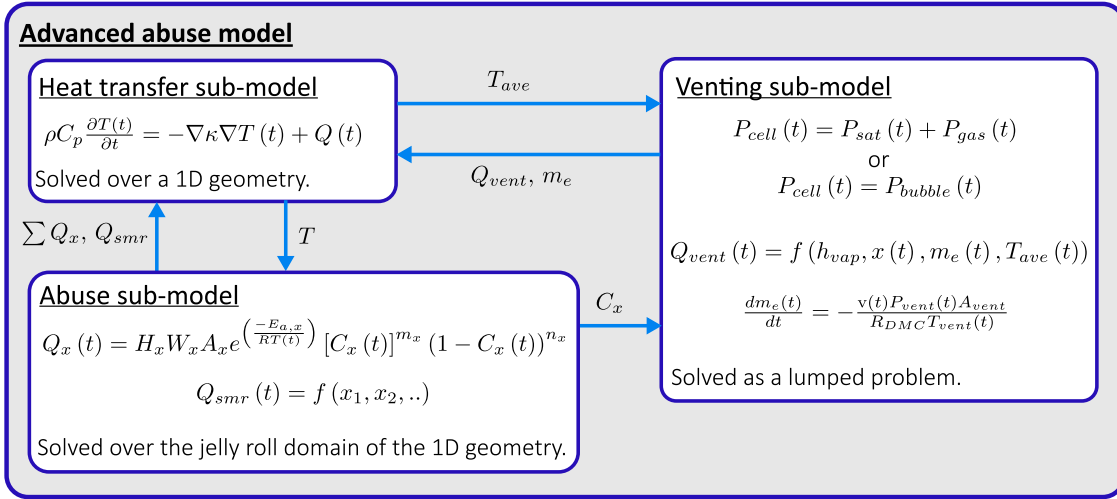 Advanced abuse model
Heat transfer sub-model
ρC_p ∂T(t)/∂t = −∇κ∇T (t) + Q (t)
Solved over a 1D geometry.
T_ave
Q_vent, m_e
Venting sub-model
P_cell (t) = P_sat (t) + P_gas (t)
or
P_cell (t) = P_bubble (t)
Q_vent (t) = f (h_vap, x (t) , m_e (t) , T_ave (t))
dm_e(t)/dt = − v(t)P_vent(t)A_vent / R_DMC T_vent(t)
Solved as a lumped problem.
∑ Q_x, Q_smr
T
Abuse sub-model
Q_x (t) = H_x W_x A_x e^(−E_a,x / RT(t)) [C_x (t)]^m_x (1 − C_x (t))^n_x
Q_smr (t) = f (x_1, x_2, ..)
Solved over the jelly roll domain of the 1D geometry.
C_x